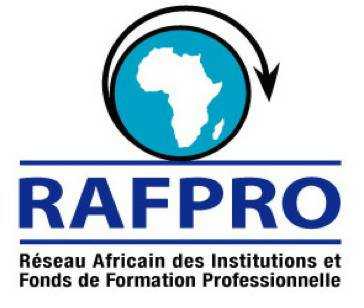 RAFPRO
Réseau Africain des Institutions et
Fonds de Formation Professionnelle